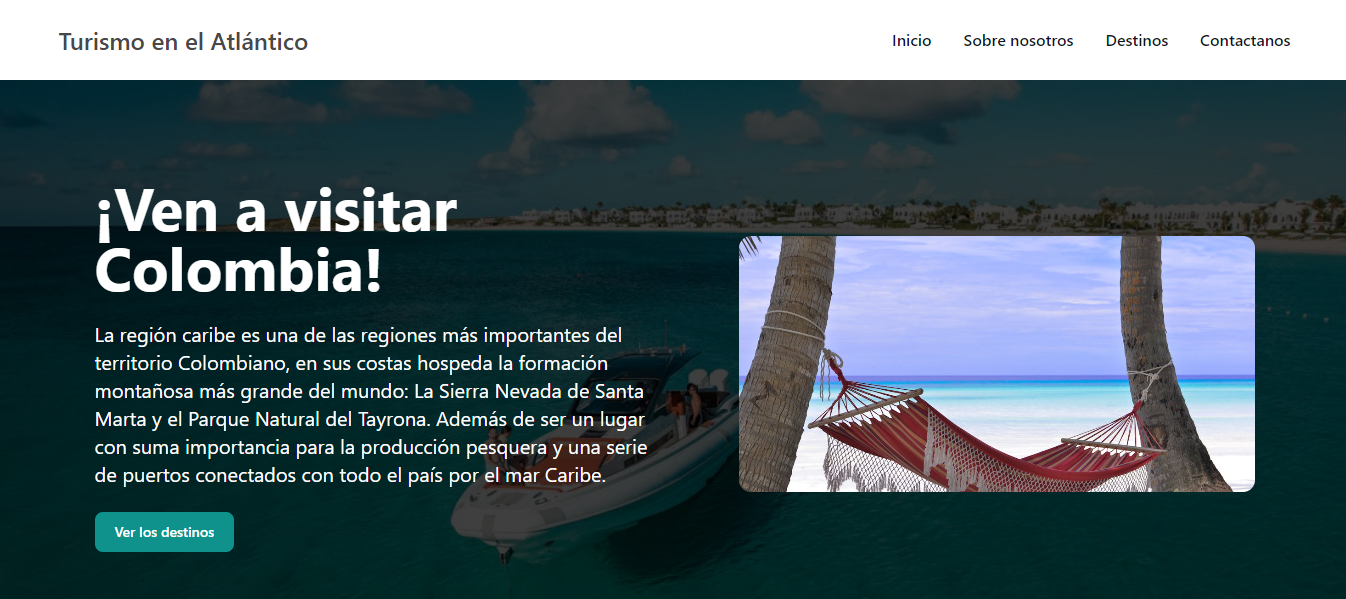 Turismo en el Atlántico
Inicio
Sobre nosotros
Destinos
Contactanos
¡Ven a visitar
Colombia!
La región caribe es una de las regiones más importantes del
territorio Colombiano, en sus costas hospeda la formación
montañosa más grande del mundo: La Sierra Nevada de Santa
Marta y el Parque Natural del Tayrona. Además de ser un lugar
con suma importancia para la producción pesquera y una serie
de puertos conectados con todo el país por el mar Caribe.
Ver los destinos